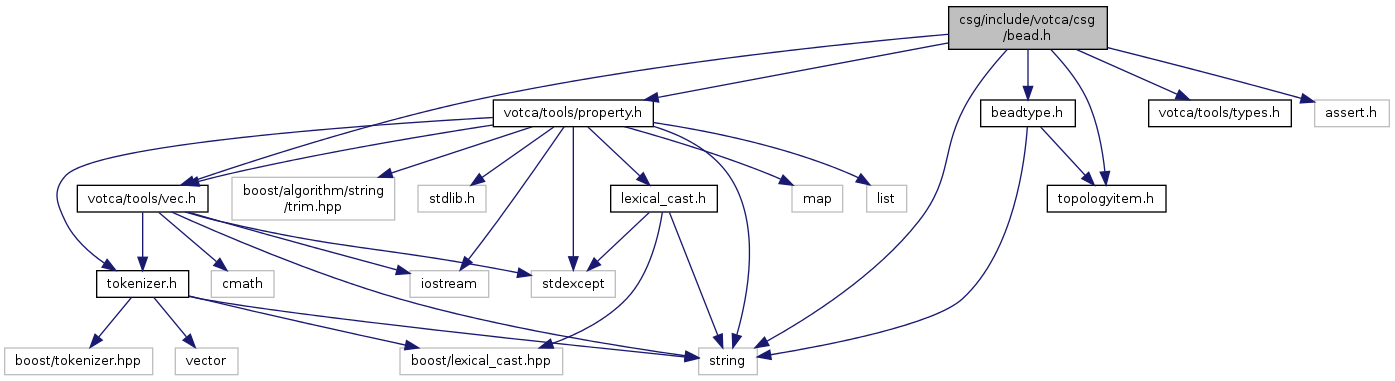 csg/include/votca/csg
/bead.h
votca/tools/property.h
beadtype.h
votca/tools/types.h
assert.h
votca/tools/vec.h
boost/algorithm/string
/trim.hpp
stdlib.h
lexical_cast.h
map
list
topologyitem.h
tokenizer.h
cmath
iostream
stdexcept
boost/tokenizer.hpp
vector
boost/lexical_cast.hpp
string